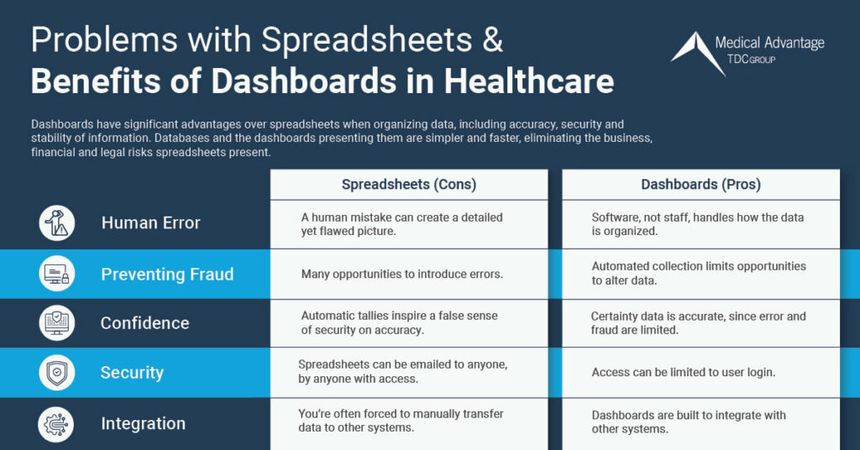 Problems with Spreadsheets &
Benefits of Dashboards in Healthcare
Medical Advantage
TDCGROUP
Dashboards have significant advantages over spreadsheets when organizing data, including accuracy, security and
stability of information. Databases and the dashboards presenting them are simpler and faster, eliminating the business,
financial and legal risks spreadsheets present.
Spreadsheets (Cons)
Dashboards (Pros)
Human Error
A human mistake can create a detailed
yet flawed picture.
Software, not staff, handles how the data
is organized.
Preventing Fraud
Many opportunities to introduce errors.
Automated collection limits opportunities
to alter data.
Confidence
Automatic tallies inspire a false sense
of security on accuracy.
Certainty data is accurate, since error and
fraud are limited.
Security
Spreadsheets can be emailed to anyone,
by anyone with access.
Access can be limited to user login.
Integration
You're often forced to manually transfer
data to other systems.
Dashboards are built to integrate with
other systems.